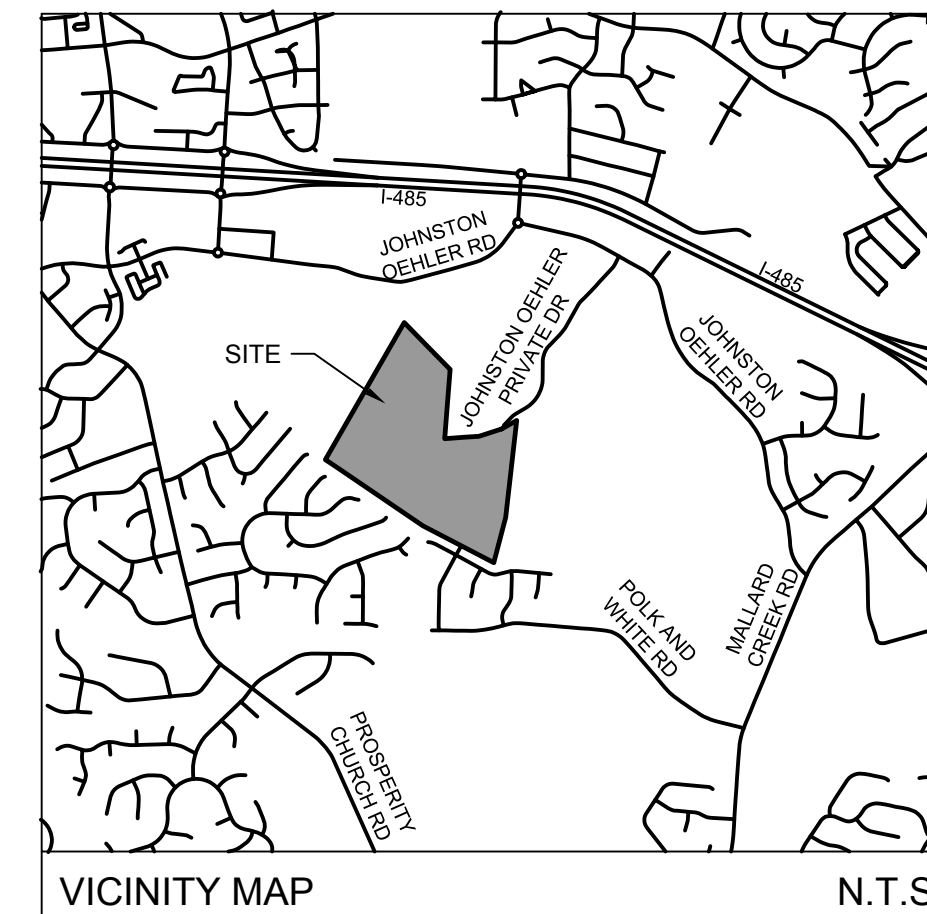 I-485
JOHNSTON
OEHLER RD
I-485
JOHNSTON OEHLER
PRIVATE DR
JOHNSTON
OEHLER RD
SITE
POLK AND
WHITE RD
MALLARD
CREEK RD
PROSPERITY
CHURCH RD
VICINITY MAP
N.T.S